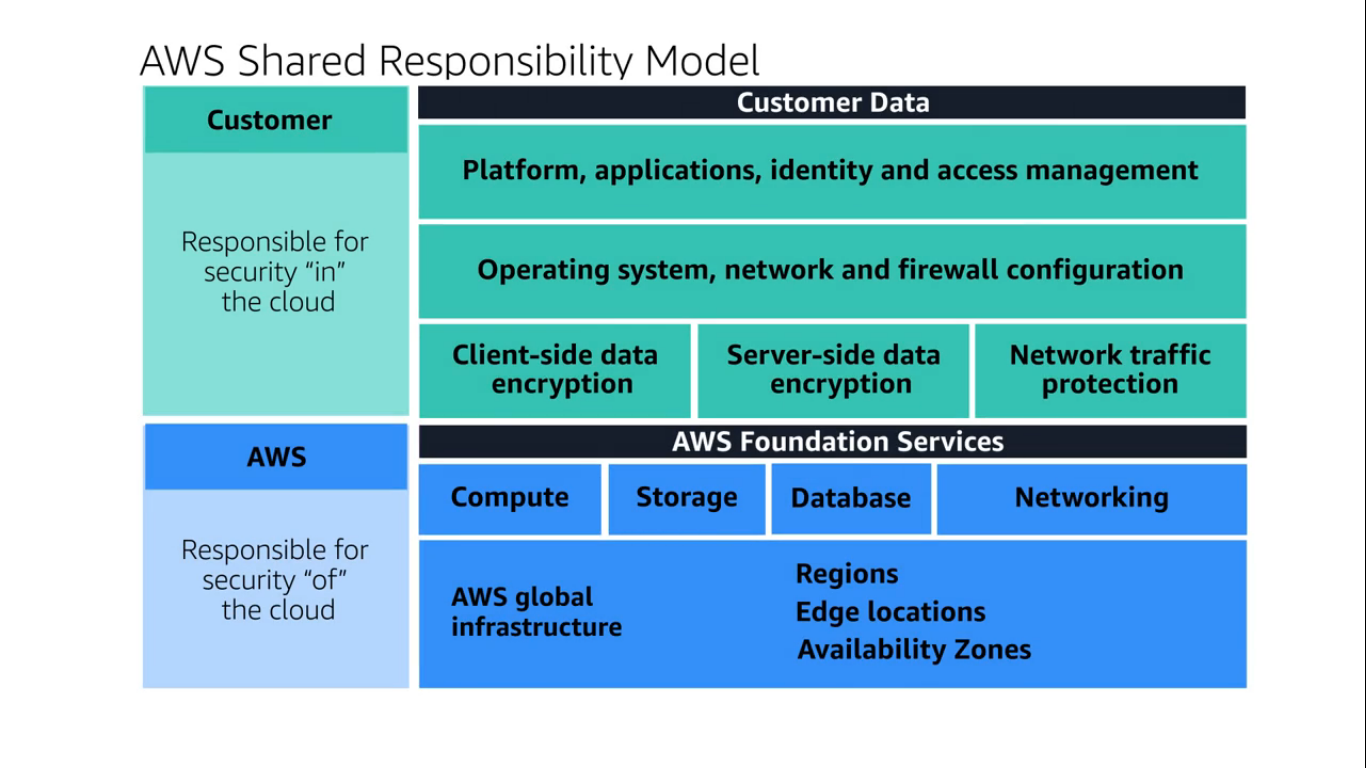 AWS Shared Responsibility Model
Customer
Responsible for
security “in”
the cloud
Customer Data
Platform, applications, identity and access management
Operating system, network and firewall configuration
Client-side data
encryption
Server-side data
encryption
Network traffic
protection
AWS
Responsible for
security “of”
the cloud
AWS Foundation Services
Compute
Storage
Database
Networking
AWS global
infrastructure
Regions
Edge locations
Availability Zones